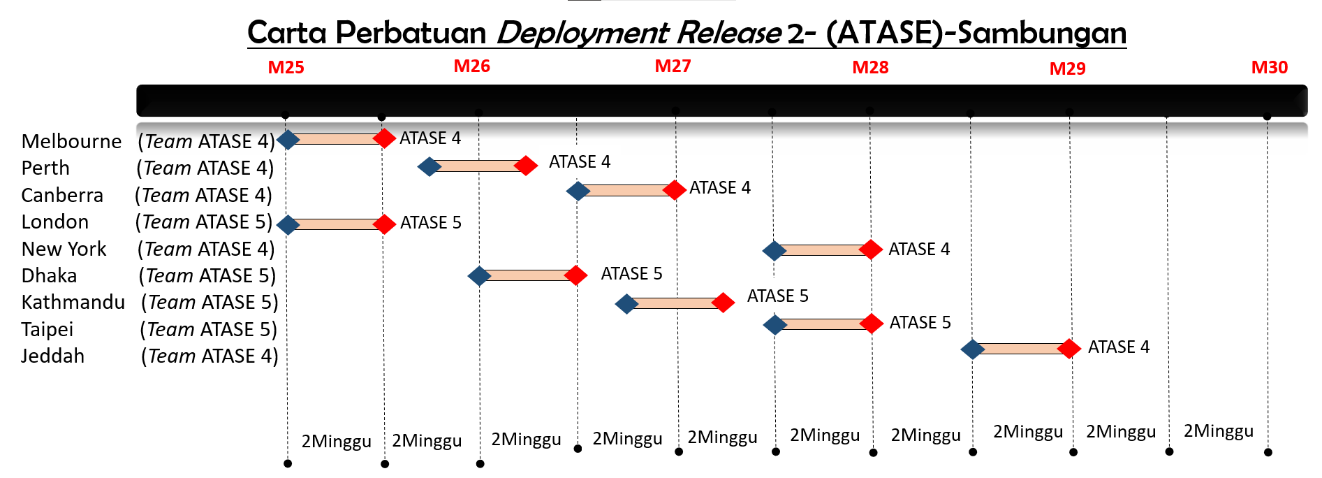 Carta Perbatuan Deployment Release 2- (ATASE)-Sambungan
M25 M26 M27 M28 M29 M30
Melbourne (Team ATASE 4) ATASE 4
Perth (Team ATASE 4) ATASE 4
Canberra (Team ATASE 4) ATASE 4
London (Team ATASE 5) ATASE 5
New York (Team ATASE 4) ATASE 4
Dhaka (Team ATASE 5) ATASE 5
Kathmandu (Team ATASE 5) ATASE 5
Taipei (Team ATASE 5) ATASE 5
Jeddah (Team ATASE 4) ATASE 4
2Minggu 2Minggu 2Minggu 2Minggu 2Minggu 2Minggu 2Minggu 2Minggu 2Minggu 2Minggu